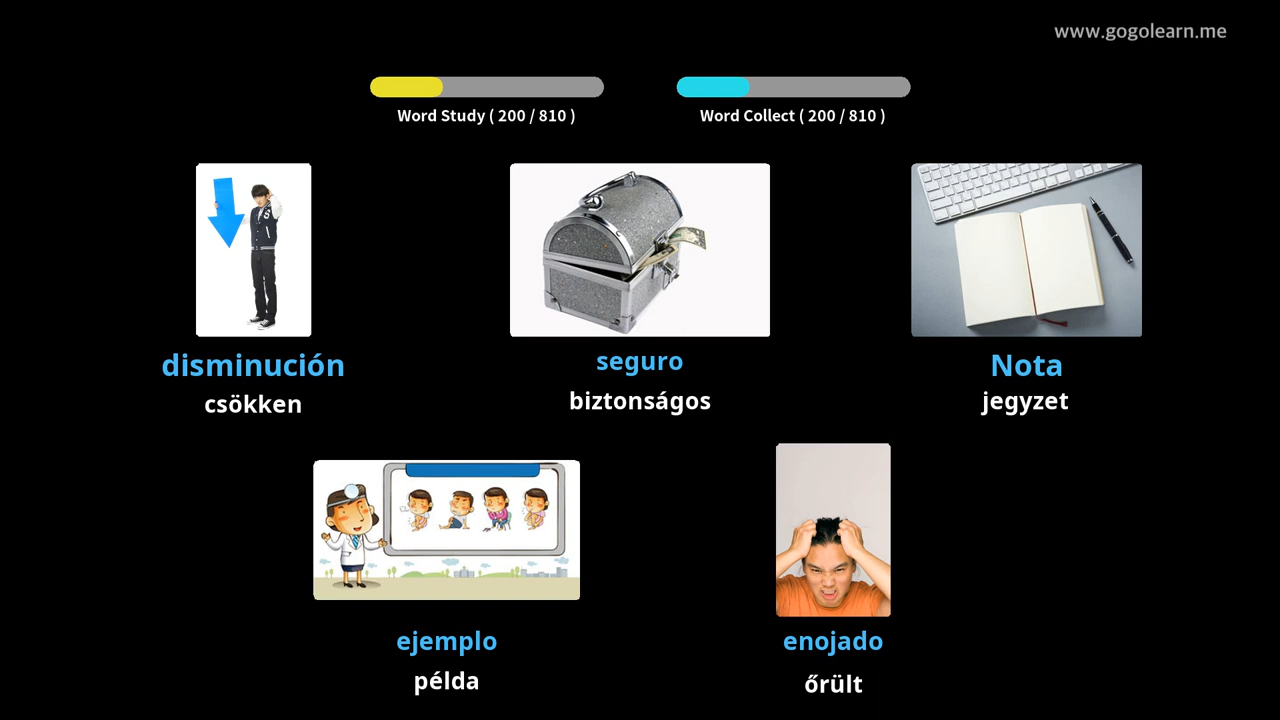 www.gogolearn.me
Word Study ( 200 / 810 )
Word Collect ( 200 / 810 )
disminución
csökken
seguro
biztonságos
Nota
jegyzet
ejemplo
példa
enojado
őrült